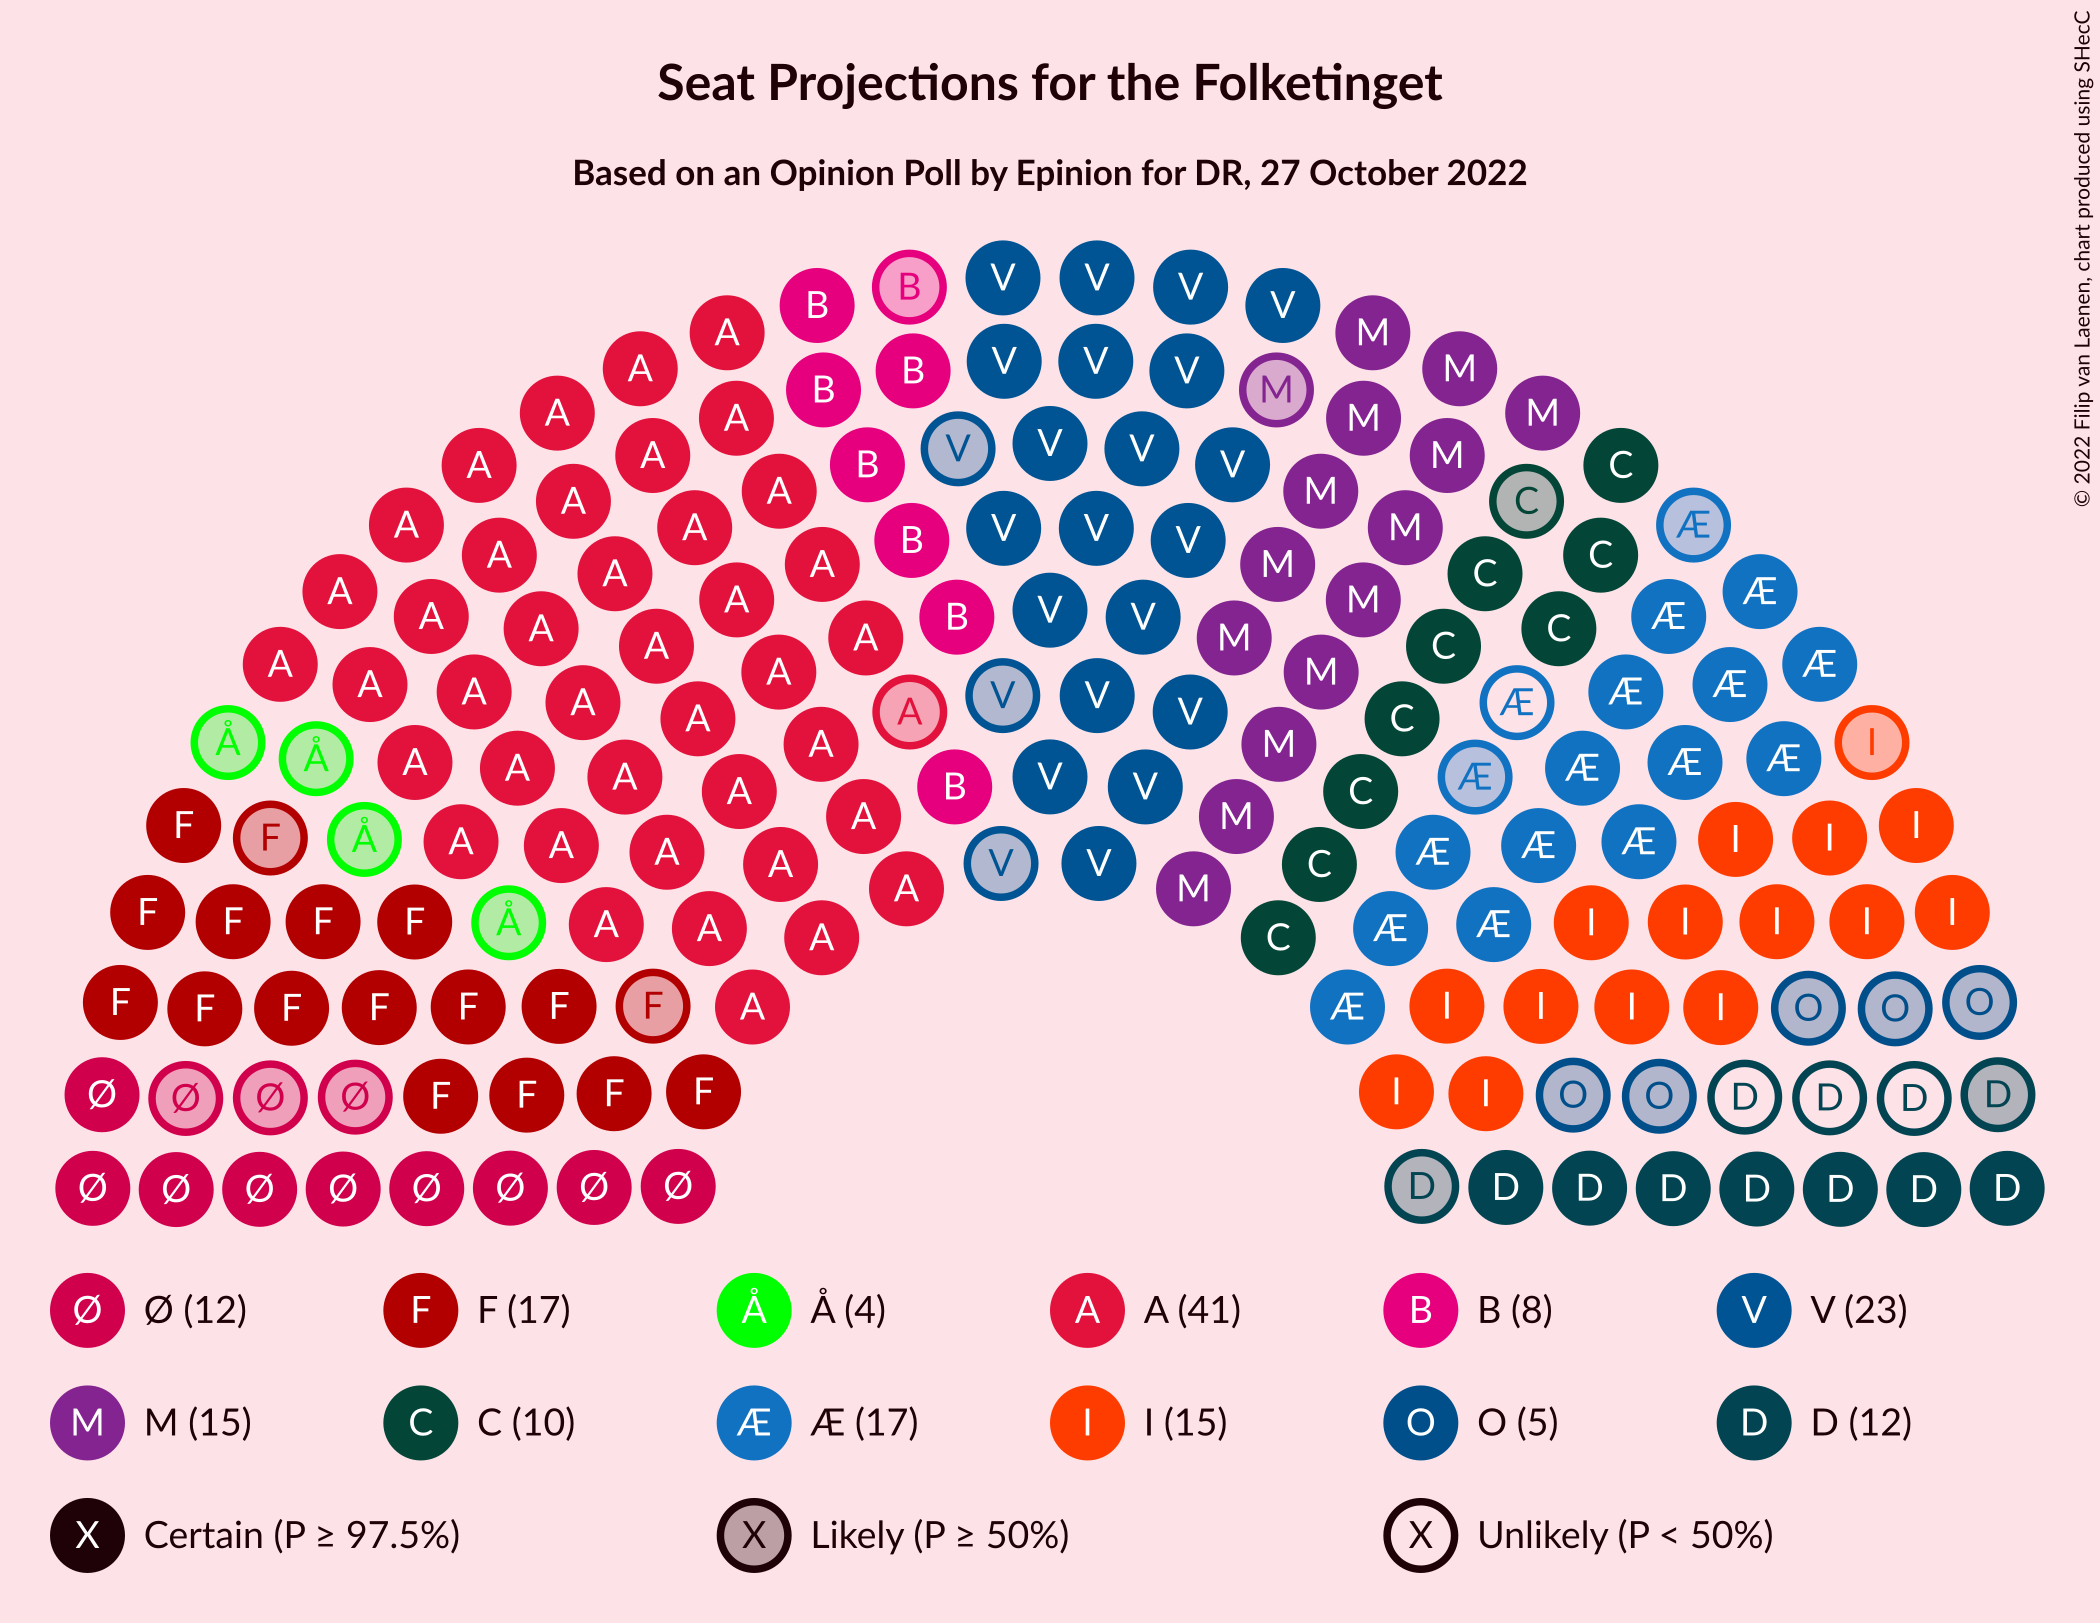 Seat Projections for the Folketinget
Based on an Opinion Poll by Epinion for DR, 27 October 2022
© 2022 Filip van Laenen, chart produced using SHecC
A B B V V V V M
A A A B B V V V M M M M
A A A A B V V V V M M C C
A A A A A B V V V M M C C Æ
A A A A A A B V V M M C C Æ Æ
A A A A A A A V V V M C Æ Æ Æ Æ
Å Å A A A A A B V V M C Æ Æ Æ Æ I
F F Å A A A A A V V M C Æ Æ Æ I I I
F F F F Å A A A A M C Æ Æ I I I I I
F F F F F F F A Æ I I I I O O O
Ø Ø Ø Ø F F F F I I O O D D D D
Ø Ø Ø Ø Ø Ø Ø Ø D D D D D D D D
Ø Ø (12) F F (17) Å Å (4) A A (41) B B (8) V V (23)
M M (15) C C (10) Æ Æ (17) I I (15) O O (5) D D (12)
X Certain (P ≥ 97.5%) X Likely (P ≥ 50%) X Unlikely (P < 50%)